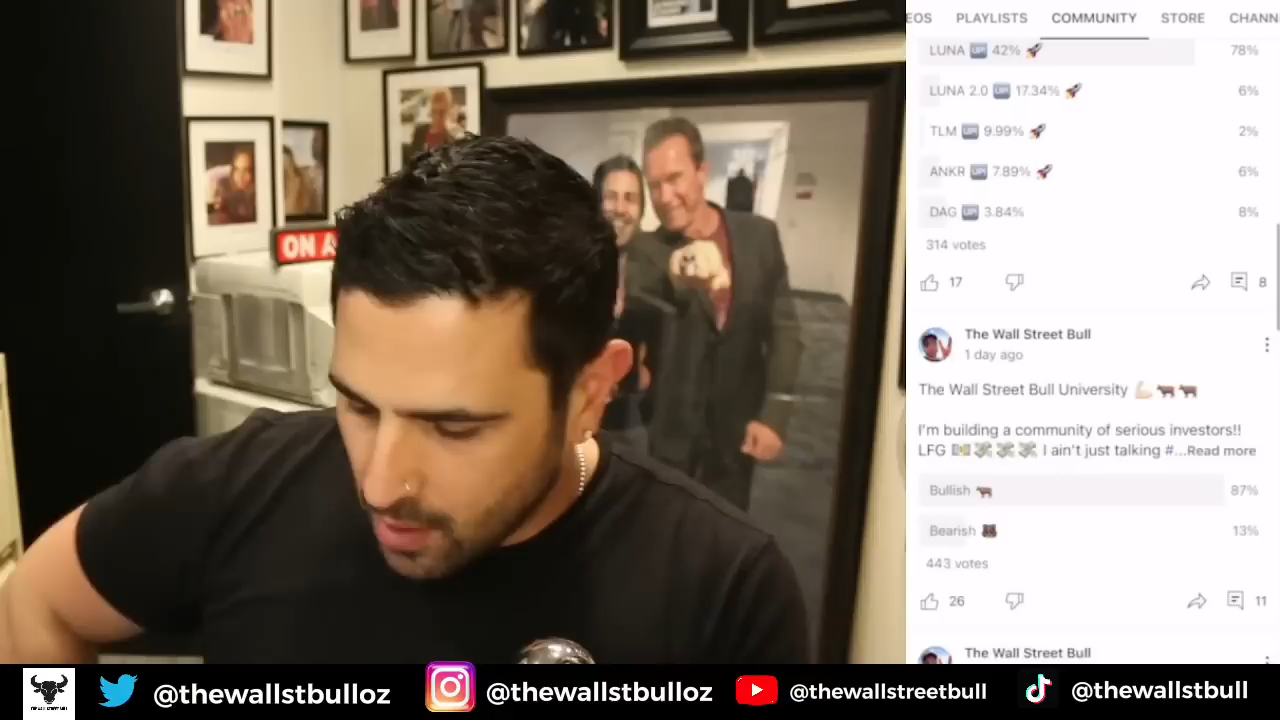 EOS PLAYLISTS COMMUNITY STORE CHANN
LUNA 🆙 42% 🚀 78%
LUNA 2.0 🆙 17.34% 🚀 6%
TLM 🆙 9.99% 🚀 2%
ANKR 🆙 7.89% 🚀 6%
DAG 🆙 3.84% 8%
314 votes
17 8
The Wall Street Bull
1 day ago
The Wall Street Bull University 💪🏻🐂🐂
I'm building a community of serious investors!!
LFG 💵💸💸💸 I ain't just talking #...Read more
Bullish 🐂 87%
Bearish 🐻 13%
443 votes
26 11
The Wall Street Bull
ON A
@thewallstbulloz @thewallstbulloz @thewallstreetbull @thewallstbull